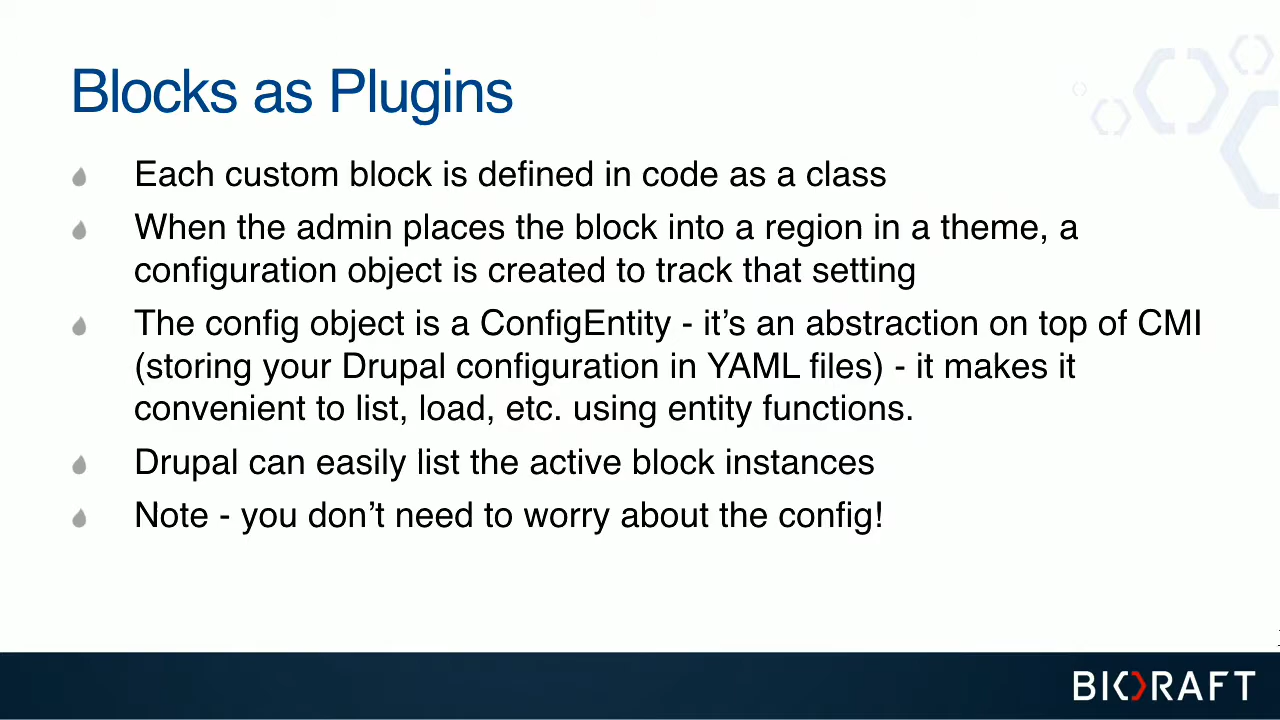 Blocks as Plugins
Each custom block is defined in code as a class
When the admin places the block into a region in a theme, a
configuration object is created to track that setting
The config object is a ConfigEntity - it’s an abstraction on top of CMI
(storing your Drupal configuration in YAML files) - it makes it
convenient to list, load, etc. using entity functions.
Drupal can easily list the active block instances
Note - you don’t need to worry about the config!
BIORAFT